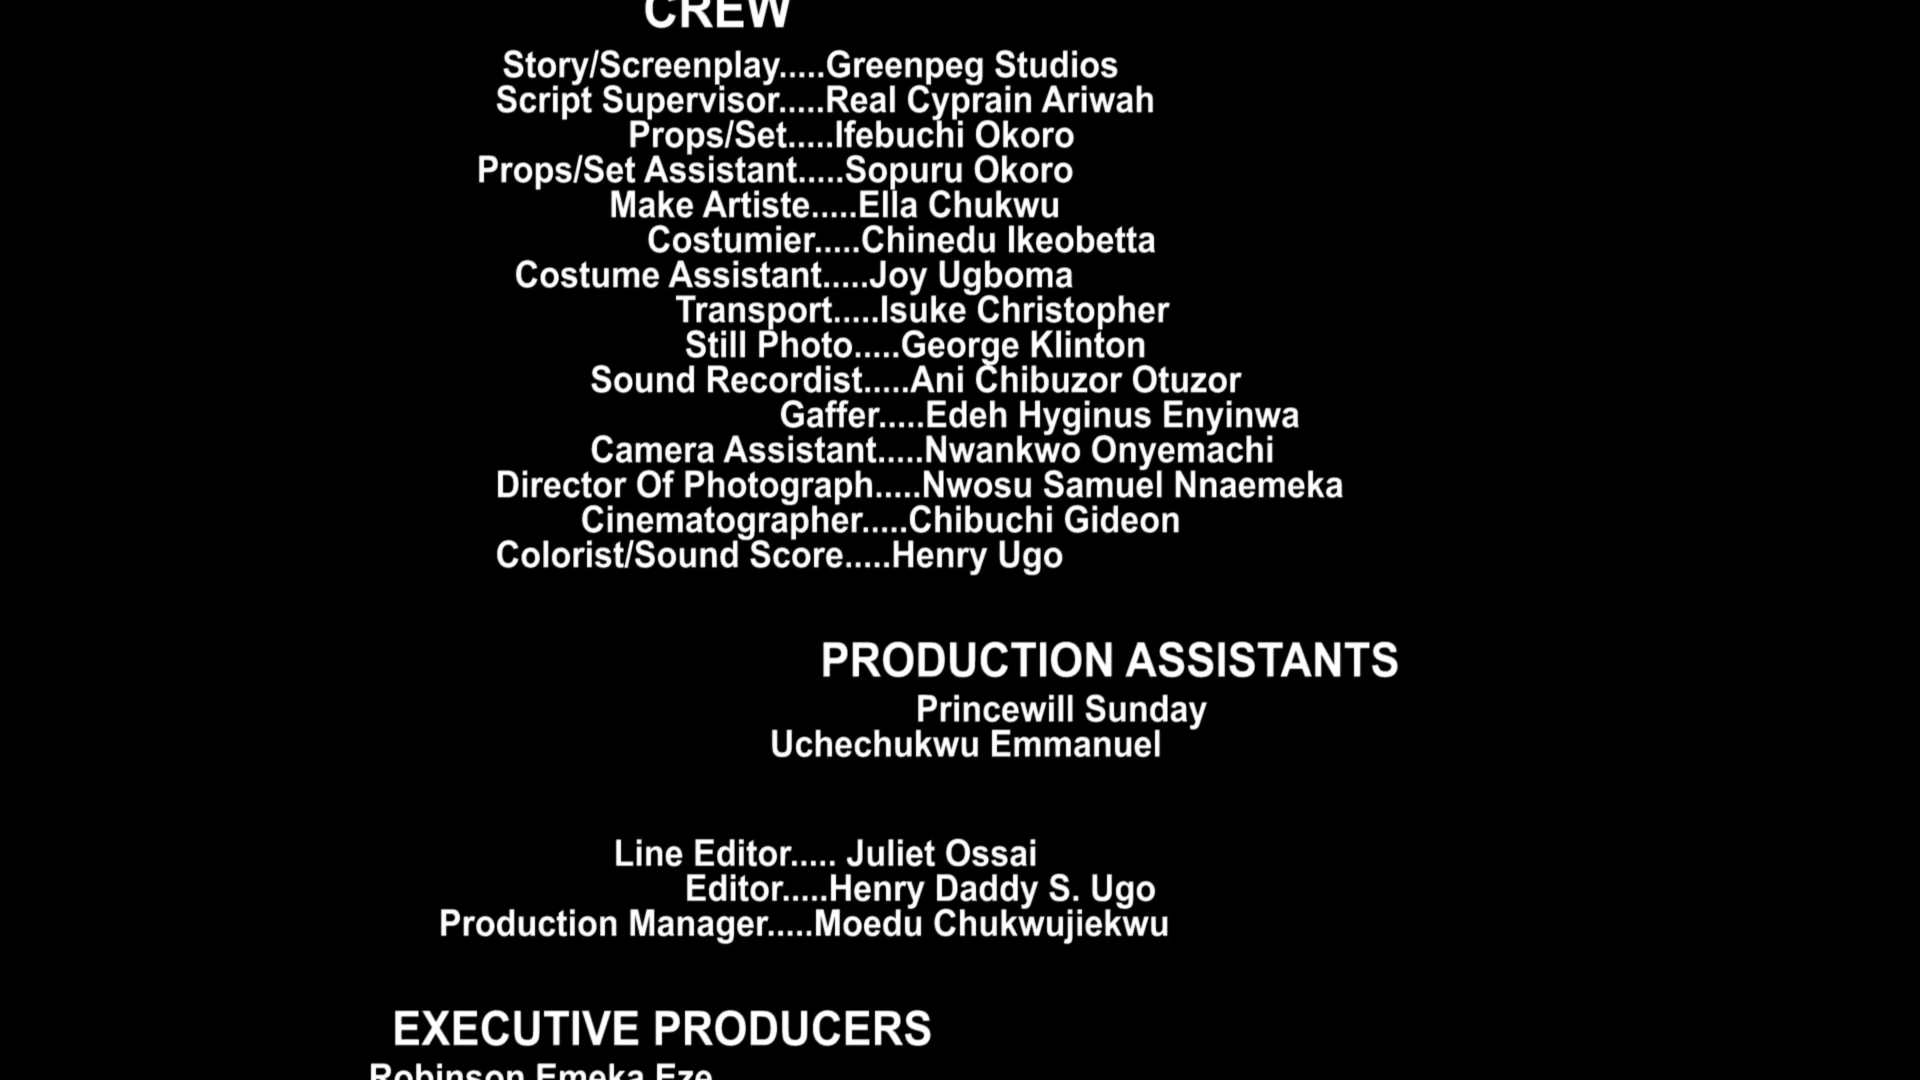 CREW
Story/Screenplay.....Greenpeg Studios
Script Supervisor.....Real Cyprain Ariwah
Props/Set.....Ifebuchi Okoro
Props/Set Assistant.....Sopuru Okoro
Make Artiste.....Ella Chukwu
Costumier.....Chinedu Ikeobetta
Costume Assistant.....Joy Ugboma
Transport.....Isuke Christopher
Still Photo.....George Klinton
Sound Recordist.....Ani Chibuzor Otuzor
Gaffer.....Edeh Hyginus Enyinwa
Camera Assistant.....Nwankwo Onyemachi
Director Of Photograph.....Nwosu Samuel Nnaemeka
Cinematographer.....Chibuchi Gideon
Colorist/Sound Score.....Henry Ugo
PRODUCTION ASSISTANTS
Princewill Sunday
Uchechukwu Emmanuel
Line Editor..... Juliet Ossai
Editor.....Henry Daddy S. Ugo
Production Manager.....Moedu Chukwujiekwu
EXECUTIVE PRODUCERS
Robinson Emeka Eze